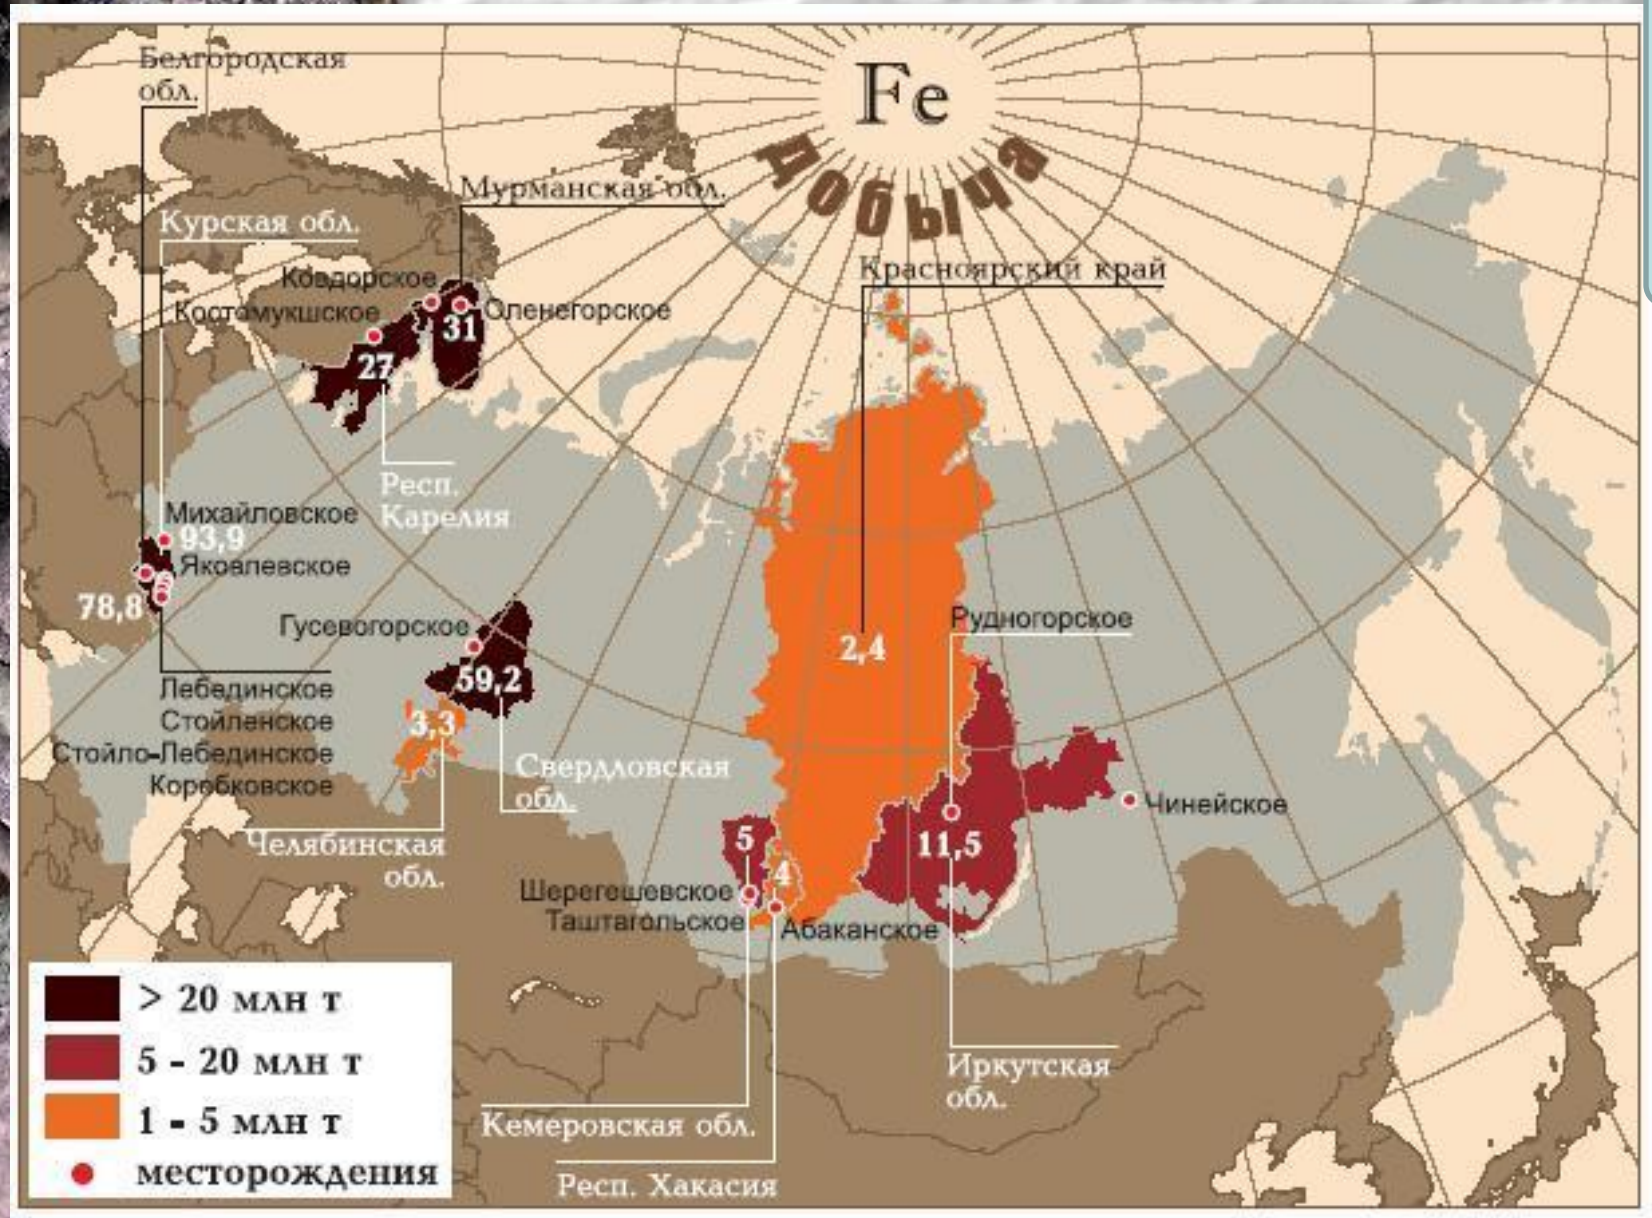 Fe
добыча
Белгородская
обл.
Мурманская обл.
Курская обл.
Красноярский край
Ковдорское
Костомукшское
Оленегорское
31
27
Респ.
Карелия
Михайловское
93,9
Яковлевское
78,8
Гусевогорское
59,2
Рудногорское
2,4
Лебединское
Стойленское
Стойло-Лебединское
Коробковское
3,3
Свердловская
обл.
Челябинская
обл.
Чинейское
5
4
11,5
Шерегешевское
Таштагольское
Абаканское
Иркутская
обл.
Кемеровская обл.
Респ. Хакасия
> 20 млн т
5 - 20 млн т
1 - 5 млн т
месторождения